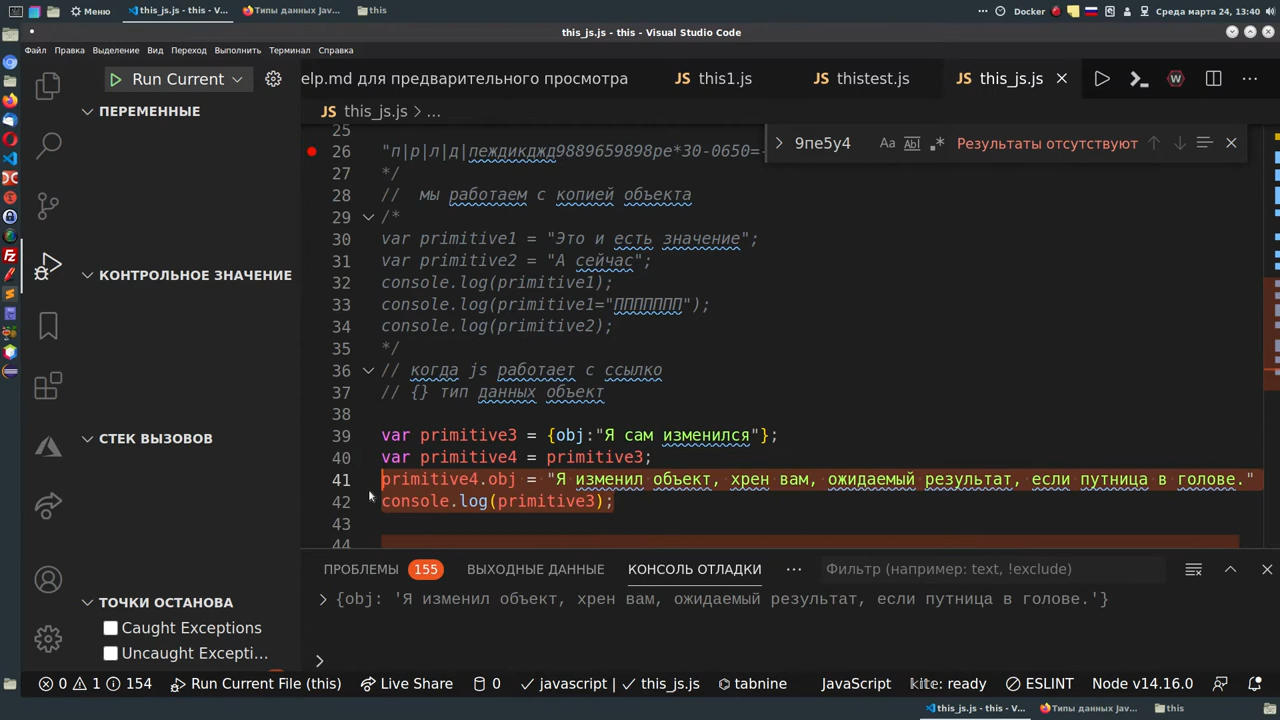 Меню
this_js.js - this - V...
Типы данных Jav...
this
Docker
Среда марта 24, 13:40
this_js.js - this - Visual Studio Code
Файл Правка Выделение Вид Переход Выполнить Терминал Справка
Run Current
elp.md для предварительного просмотра
JS this1.js
JS thistest.js
JS this_js.js
JS this_js.js > ...
ПЕРЕМЕННЫЕ
КОНТРОЛЬНОЕ ЗНАЧЕНИЕ
СТЕК ВЫЗОВОВ
ТОЧКИ ОСТАНОВА
Caught Exceptions
Uncaught Excepti...
9пе5у4
Aa Abl .* Результаты отсутствуют
25
26 "п|р|л|д|пеждикджд9889659898ре*30-0650=-
27 */
28 // мы работаем с копией объекта
29 /*
30 var primitive1 = "Это и есть значение";
31 var primitive2 = "А сейчас";
32 console.log(primitive1);
33 console.log(primitive1="ППППППП");
34 console.log(primitive2);
35 */
36 // когда js работает с ссылко
37 // {} тип данных объект
38
39 var primitive3 = {obj:"Я сам изменился"};
40 var primitive4 = primitive3;
41 primitive4.obj = "Я изменил объект, хрен вам, ожидаемый результат, если путница в голове."
42 console.log(primitive3);
43
44
ПРОБЛЕМЫ 155 ВЫХОДНЫЕ ДАННЫЕ КОНСОЛЬ ОТЛАДКИ ... Фильтр (например: text, !exclude)
> {obj: 'Я изменил объект, хрен вам, ожидаемый результат, если путница в голове.'}
>
0 1 154 Run Current File (this) Live Share 0 javascript | this_js.js tabnine JavaScript kite: ready ESLINT Node v14.16.0
this_js.js - this - V...
Типы данных Jav...
this